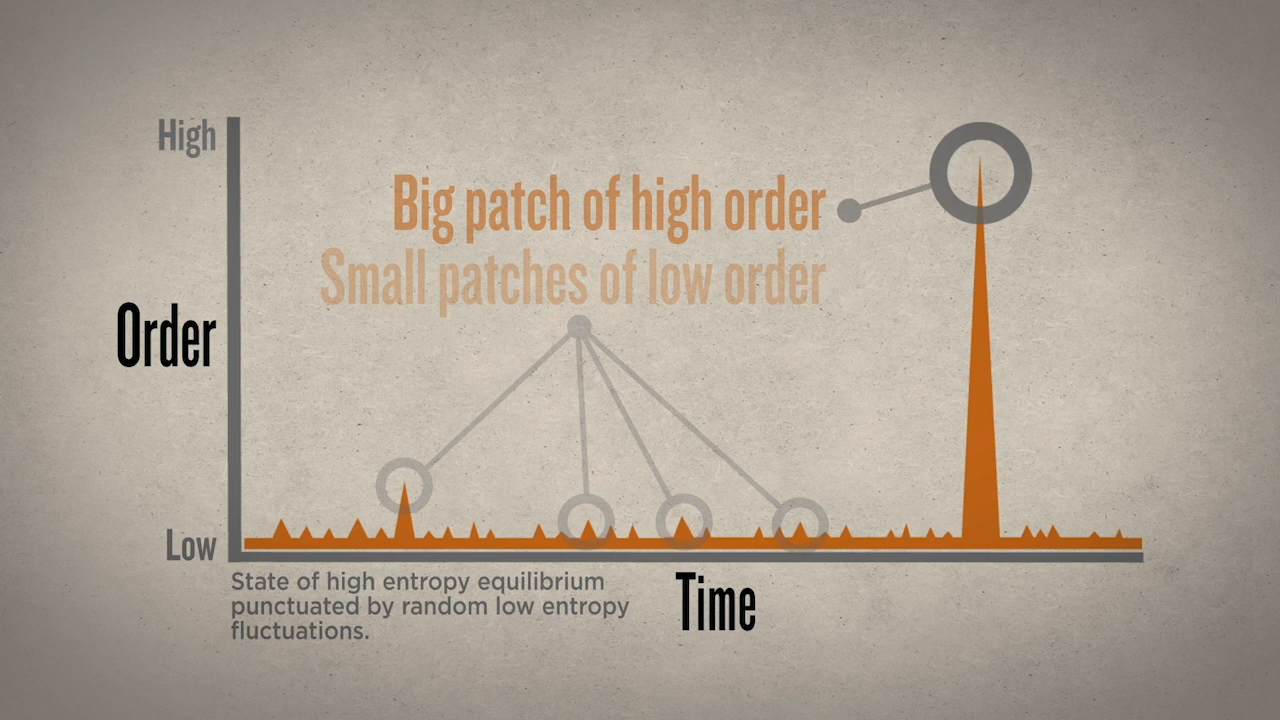 High
Big patch of high order
Small patches of low order
Order
Low
State of high entropy equilibrium
punctuated by random low entropy
fluctuations.
Time